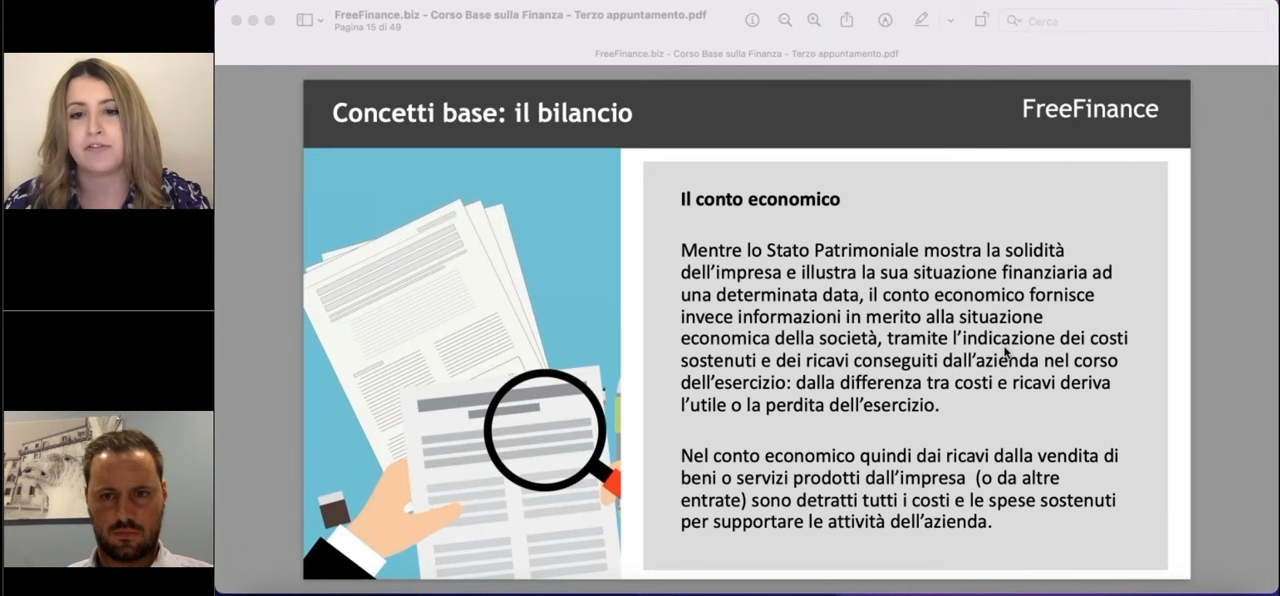 FreeFinance.biz - Corso Base sulla Finanza - Terzo appuntamento.pdf
Pagina 15 di 49
Cerca
FreeFinance.biz - Corso Base sulla Finanza - Terzo appuntamento.pdf
Concetti base: il bilancio
FreeFinance
Il conto economico
Mentre lo Stato Patrimoniale mostra la solidità
dell’impresa e illustra la sua situazione finanziaria ad
una determinata data, il conto economico fornisce
invece informazioni in merito alla situazione
economica della società, tramite l’indicazione dei costi
sostenuti e dei ricavi conseguiti dall’azienda nel corso
dell’esercizio: dalla differenza tra costi e ricavi deriva
l’utile o la perdita dell’esercizio.
Nel conto economico quindi dai ricavi dalla vendita di
beni o servizi prodotti dall’impresa  (o da altre
entrate) sono detratti tutti i costi e le spese sostenuti
per supportare le attività dell’azienda.